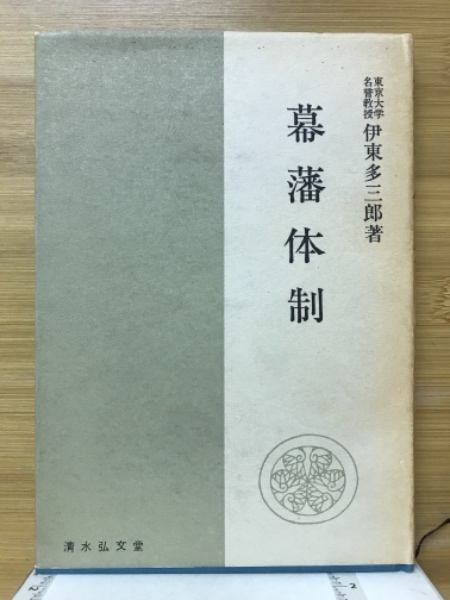 東京大学
名誉教授
伊東多三郎著
幕藩体制
清水弘文堂